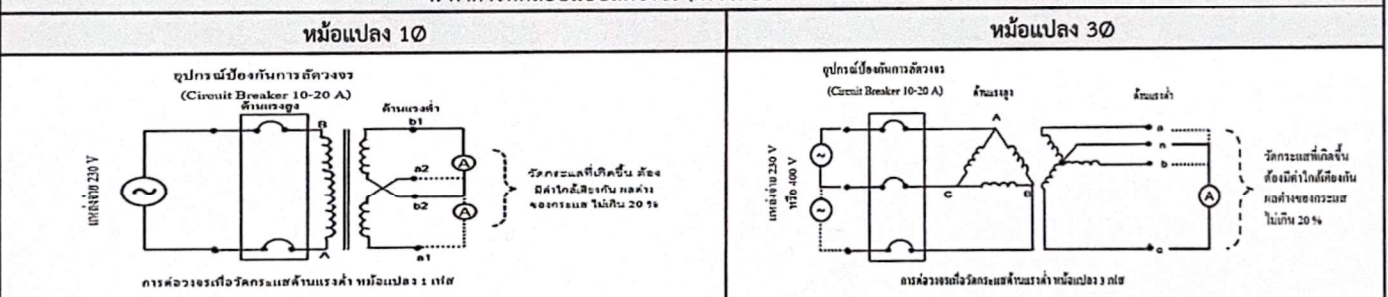 หม้อแปลง 1Ø
อุปกรณ์ป้องกันการลัดวงจร
(Circuit Breaker 10-20 A)
ด้านแรงสูง
ด้านแรงต่ำ
B
b1
A
a2
แหล่งจ่าย 230 V
b2
A
A
a1
วัดกระแสที่เกิดขึ้น ต้อง
มีค่าใกล้เคียงกัน ผลต่าง
ของกระแส ไม่เกิน 20 %
การต่อวงจรเพื่อวัดกระแสด้านแรงต่ำ หม้อแปลง 1 เฟส
หม้อแปลง 3Ø
อุปกรณ์ป้องกันการลัดวงจร
(Circuit Breaker 10-20 A)
ด้านแรงสูง
ด้านแรงต่ำ
A
a
n
b
แหล่งจ่าย 230 V
หรือ 400 V
C
B
A
c
วัดกระแสที่เกิดขึ้น
ต้องมีค่าใกล้เคียงกัน
ผลต่างของกระแส
ไม่เกิน 20 %
การต่อวงจรเพื่อวัดกระแสด้านแรงต่ำ หม้อแปลง 3 เฟส